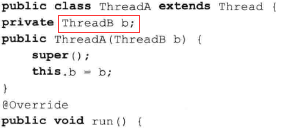 public class ThreadA extends Thread {
private ThreadB b;
public ThreadA(ThreadB b) {
super();
this.b = b;
}
@Override
public void run() {